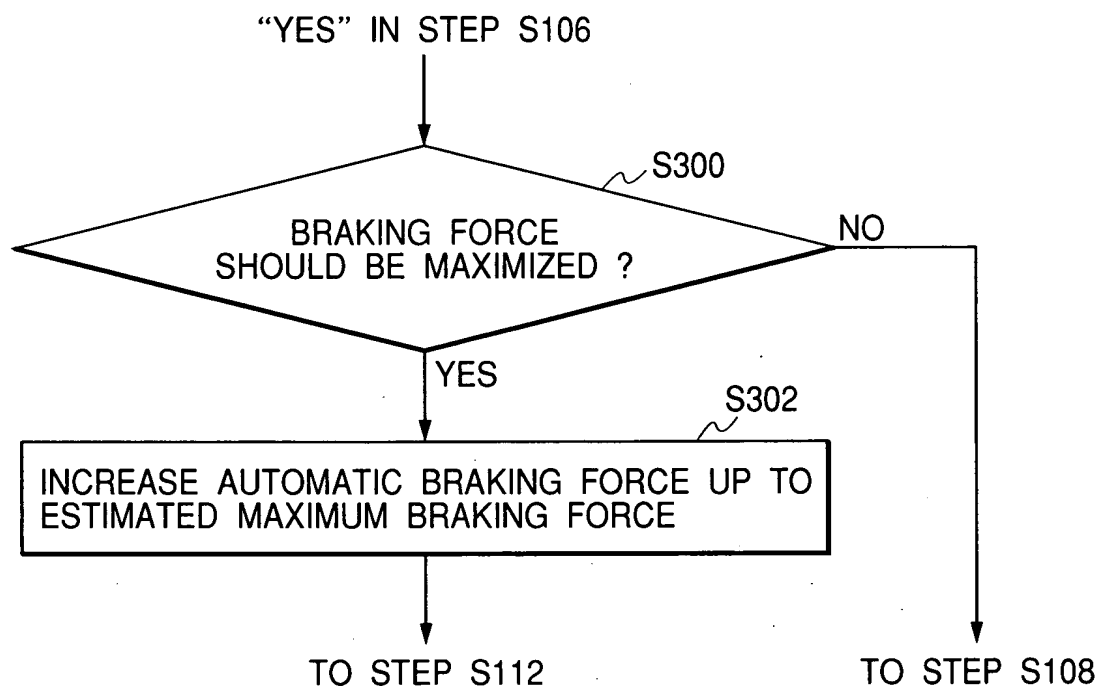 “YES” IN STEP S106
S300
BRAKING FORCE
SHOULD BE MAXIMIZED ?
NO
YES
S302
INCREASE AUTOMATIC BRAKING FORCE UP TO
ESTIMATED MAXIMUM BRAKING FORCE
TO STEP S112
TO STEP S108